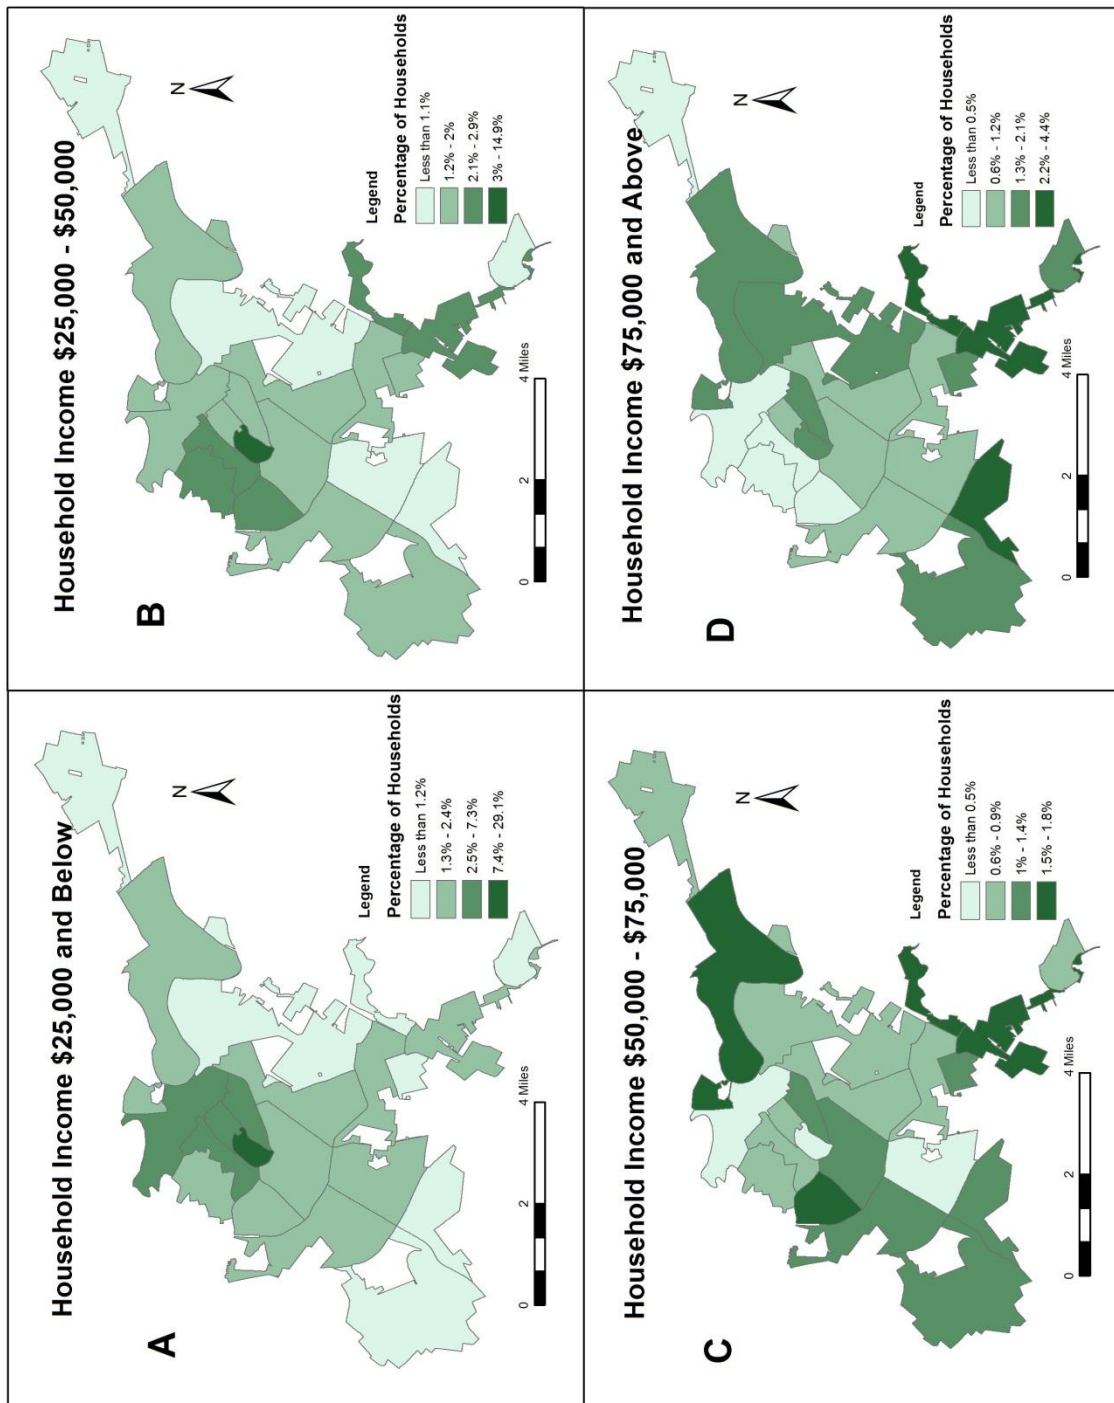 Household Income $25,000 and Below
A
N
Legend
Percentage of Households
Less than 1.2%
1.3% - 2.4%
2.5% - 7.3%
7.4% - 29.1%
0 2 4 Miles
Household Income $25,000 - $50,000
B
N
Legend
Percentage of Households
Less than 1.1%
1.2% - 2%
2.1% - 2.9%
3% - 14.9%
0 2 4 Miles
Household Income $50,000 - $75,000
C
N
Legend
Percentage of Households
Less than 0.5%
0.6% - 0.9%
1% - 1.4%
1.5% - 1.8%
0 2 4 Miles
Household Income $75,000 and Above
D
N
Legend
Percentage of Households
Less than 0.5%
0.6% - 1.2%
1.3% - 2.1%
2.2% - 4.4%
0 2 4 Miles